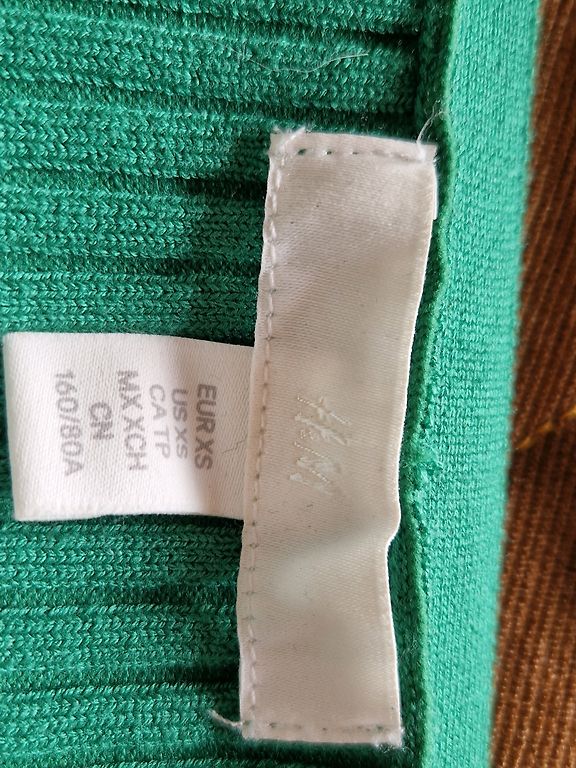 H&M
EUR XS
US XS
CA TP
MX XCH
CN
160/80A